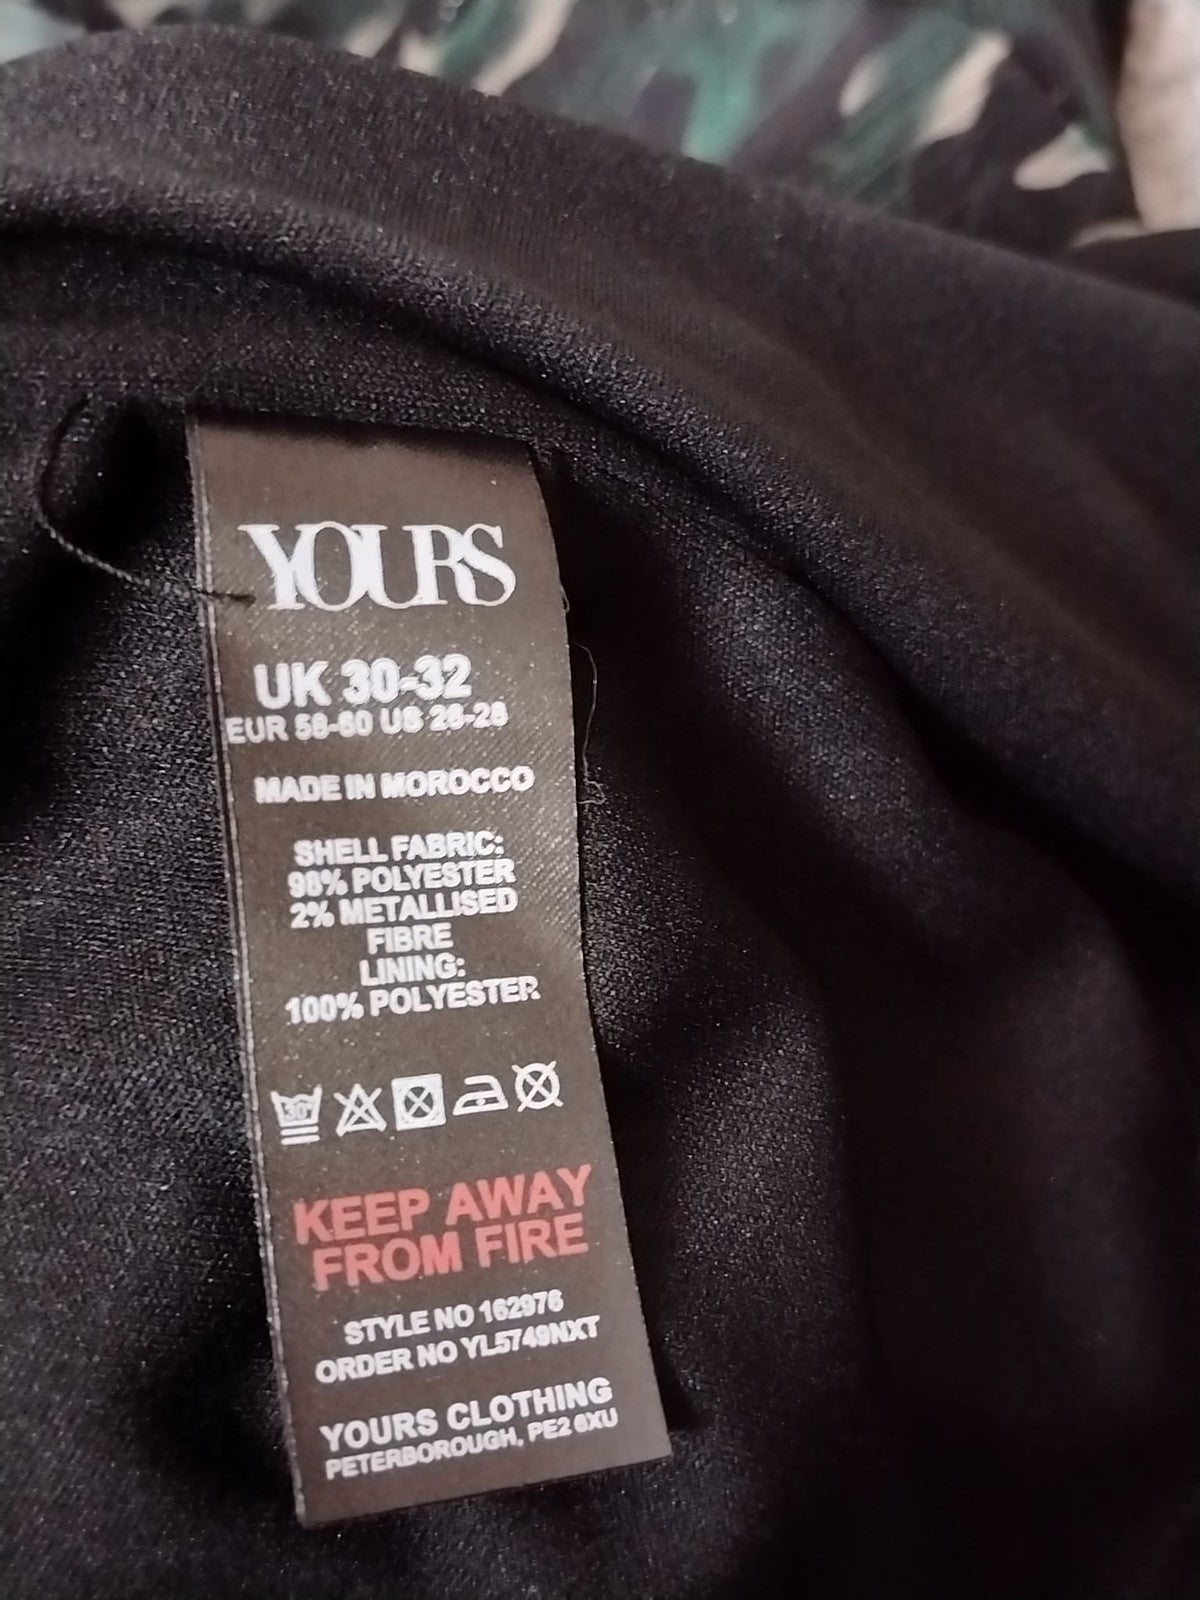 YOURS
UK 30-32
EUR 58-60 US 26-28
MADE IN MOROCCO
SHELL FABRIC:
98% POLYESTER
2% METALLISED
FIBRE
LINING:
100% POLYESTER
30°
KEEP AWAY
FROM FIRE
STYLE NO 162976
ORDER NO YL5749NXT
YOURS CLOTHING
PETERBOROUGH, PE2 6XU